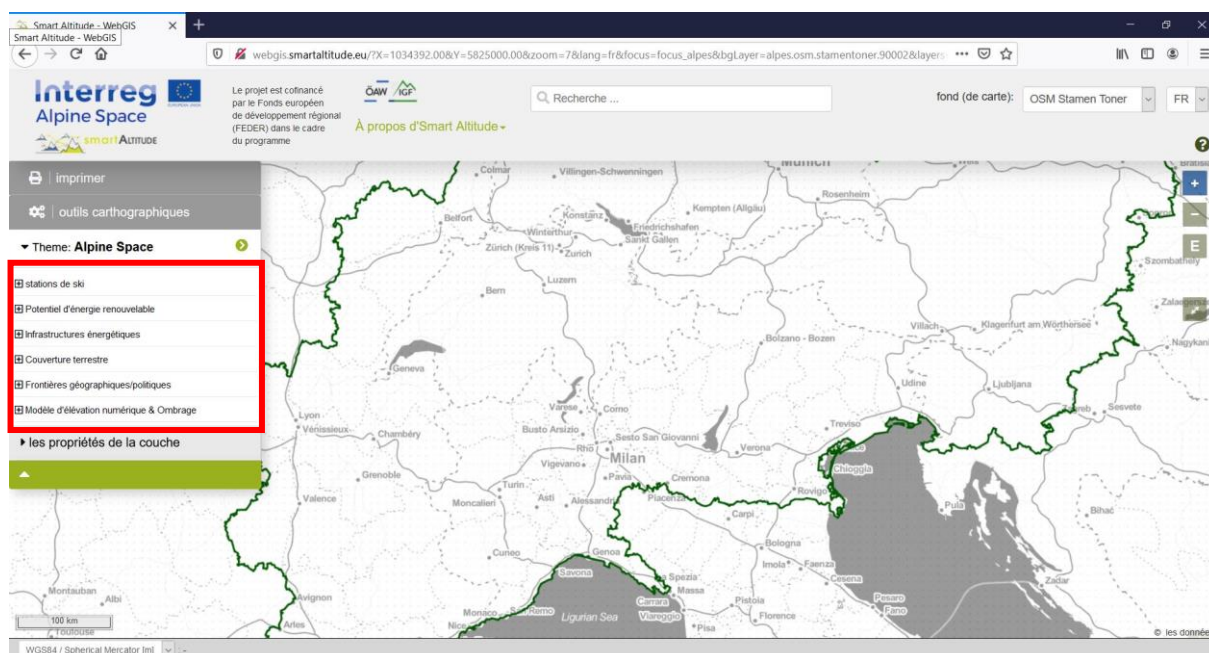 Smart Altitude - WebGIS
Smart Altitude - WebGIS
webgis.smartaltitude.eu/?X=1034392.00&Y=5825000.00&zoom=7&lang=fr&focus=focus_alpes&bgLayer=alpes.osm.stamentoner.90002&layers
Interreg
EUROPEAN UNION
Alpine Space
smartALTITUDE
Le projet est cofinancé
par le Fonds européen
de développement régional
(FEDER) dans le cadre
du programme
ÖAW IGF
À propos d'Smart Altitude
Recherche ...
fond (de carte):
OSM Stamen Toner
FR
imprimer
outils cartographiques
Theme: Alpine Space
stations de ski
Potentiel d'énergie renouvelable
Infrastructures énergétiques
Couverture terrestre
Frontières géographiques/politiques
Modèle d'élévation numérique & Ombrage
les propriétés de la couche
E
Colmar
Villingen-Schwenningen
Munich
Wels
Rosenheim
Belfort
Konstanz
Kempten (Allgäu)
Winterthur
Friedrichshafen
Zürich (Kreis 11)
Zurich
Sankt Gallen
Szombathely
Luzern
Bern
Villach
Klagenfurt am Wörthersee
Bolzano - Bozen
Geneva
Udine
Ljubljana
Lyon
Varese
Como
Zagreb
Sesvete
Vénissieux
Chambéry
Busto Arsizio
Sesto San Giovanni
Treviso
Rho
Milan
Verona
Vigevano
Chioggia
Grenoble
Turin
Pavia
Cremona
Valence
Moncalieri
Asti
Alessandria
Piacenza
Rovigo
Pula
Carpi
Bihać
Bologna
Cuneo
Genoa
Imola
Faenza
Savona
Spezia
Cesena
Zadar
Montauban
Albi
Avignon
Massa
Carrara
Pistoia
Pesaro
Monaco
San Remo
Ligurian Sea
Viareggio
Florence
Fano
100 km
Toulouse
Arles
Nice
Pisa
© les donnée
WGS84 / Spherical Mercator [m]